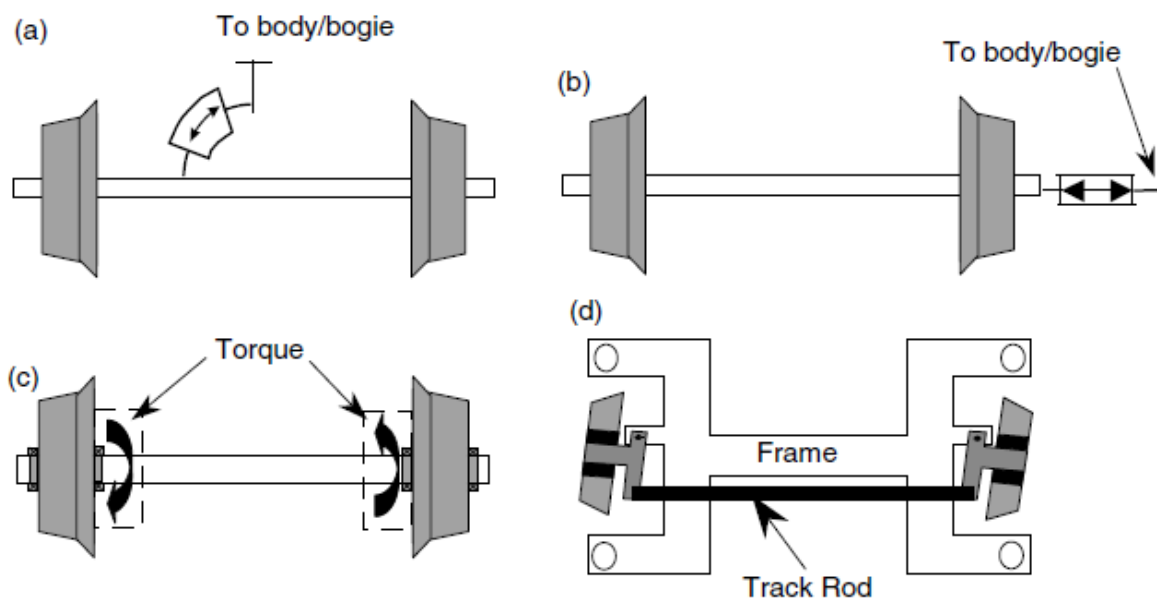 (a)
To body/bogie
(b)
To body/bogie
(c)
Torque
(d)
Frame
Track Rod